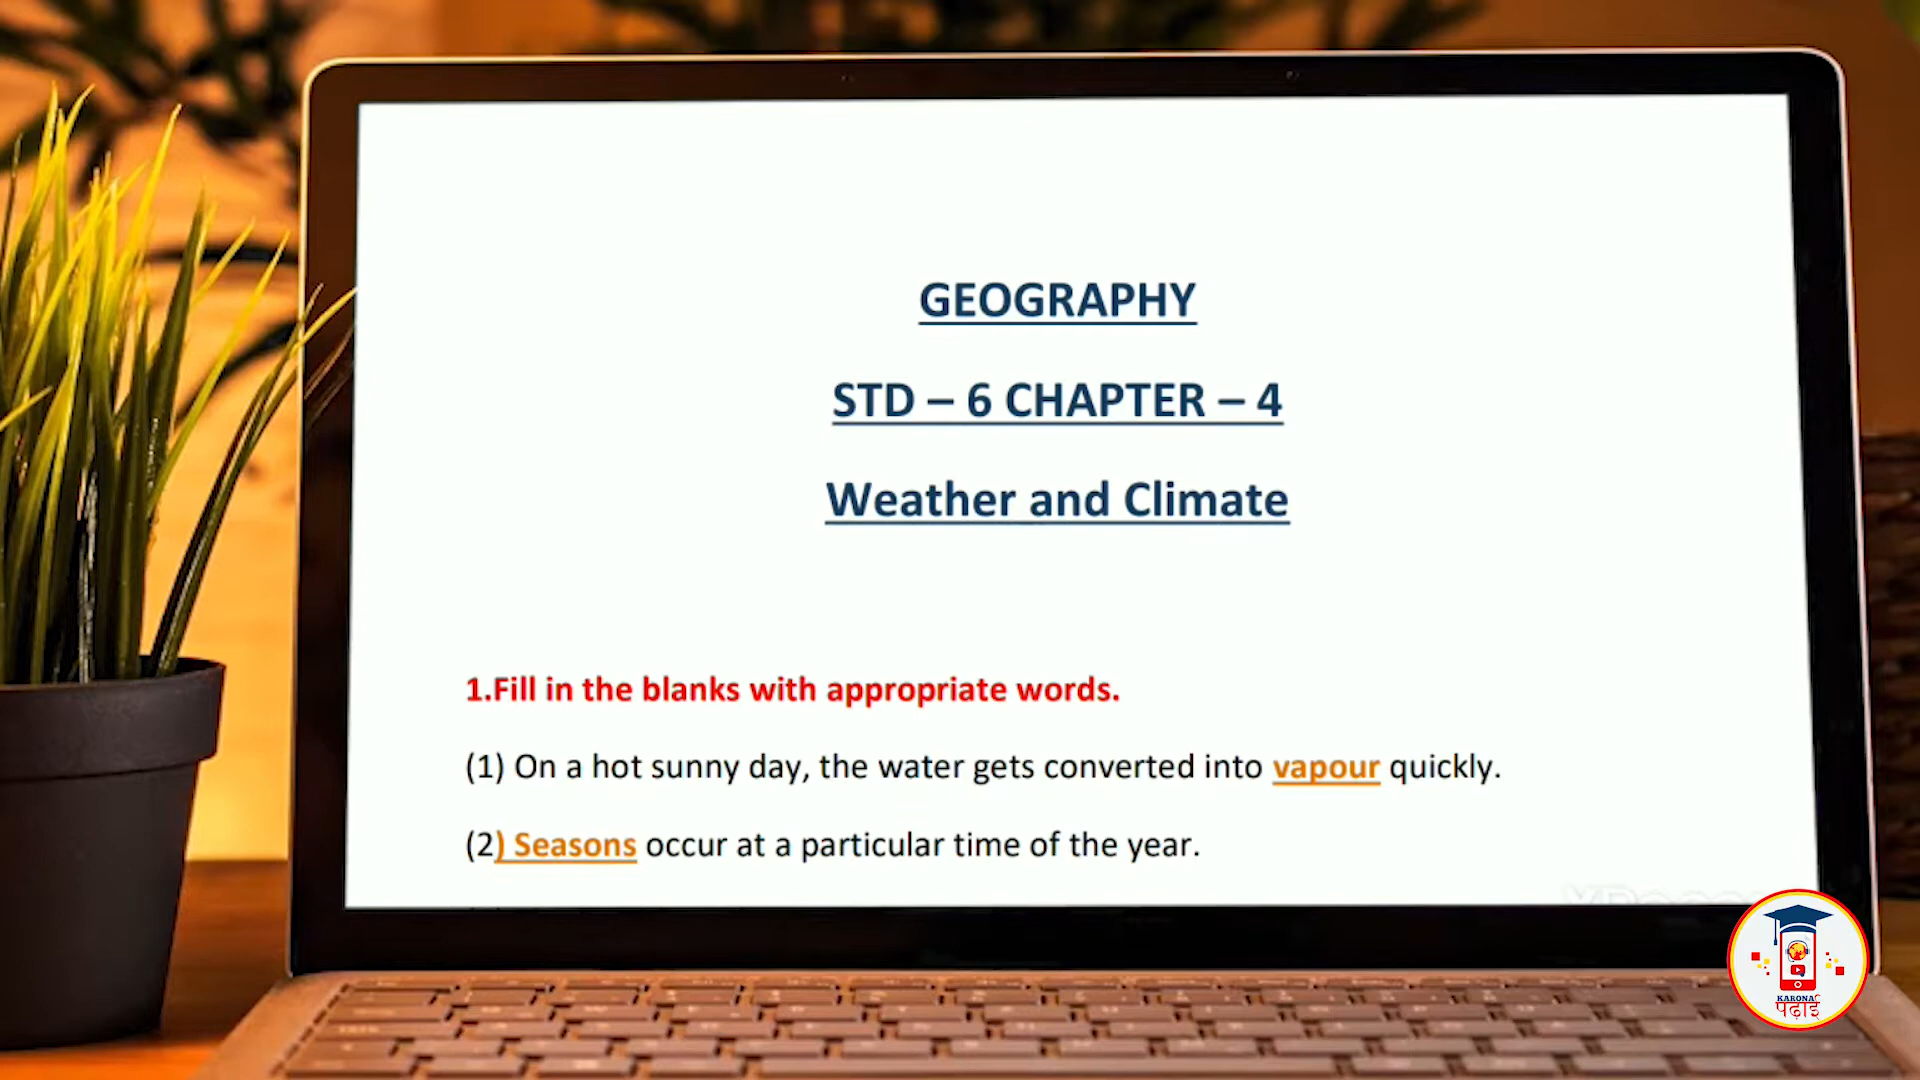 GEOGRAPHY
STD – 6 CHAPTER – 4
Weather and Climate
1.Fill in the blanks with appropriate words.
(1) On a hot sunny day, the water gets converted into vapour quickly.
(2) Seasons occur at a particular time of the year.
KARONA
पढ़ाई